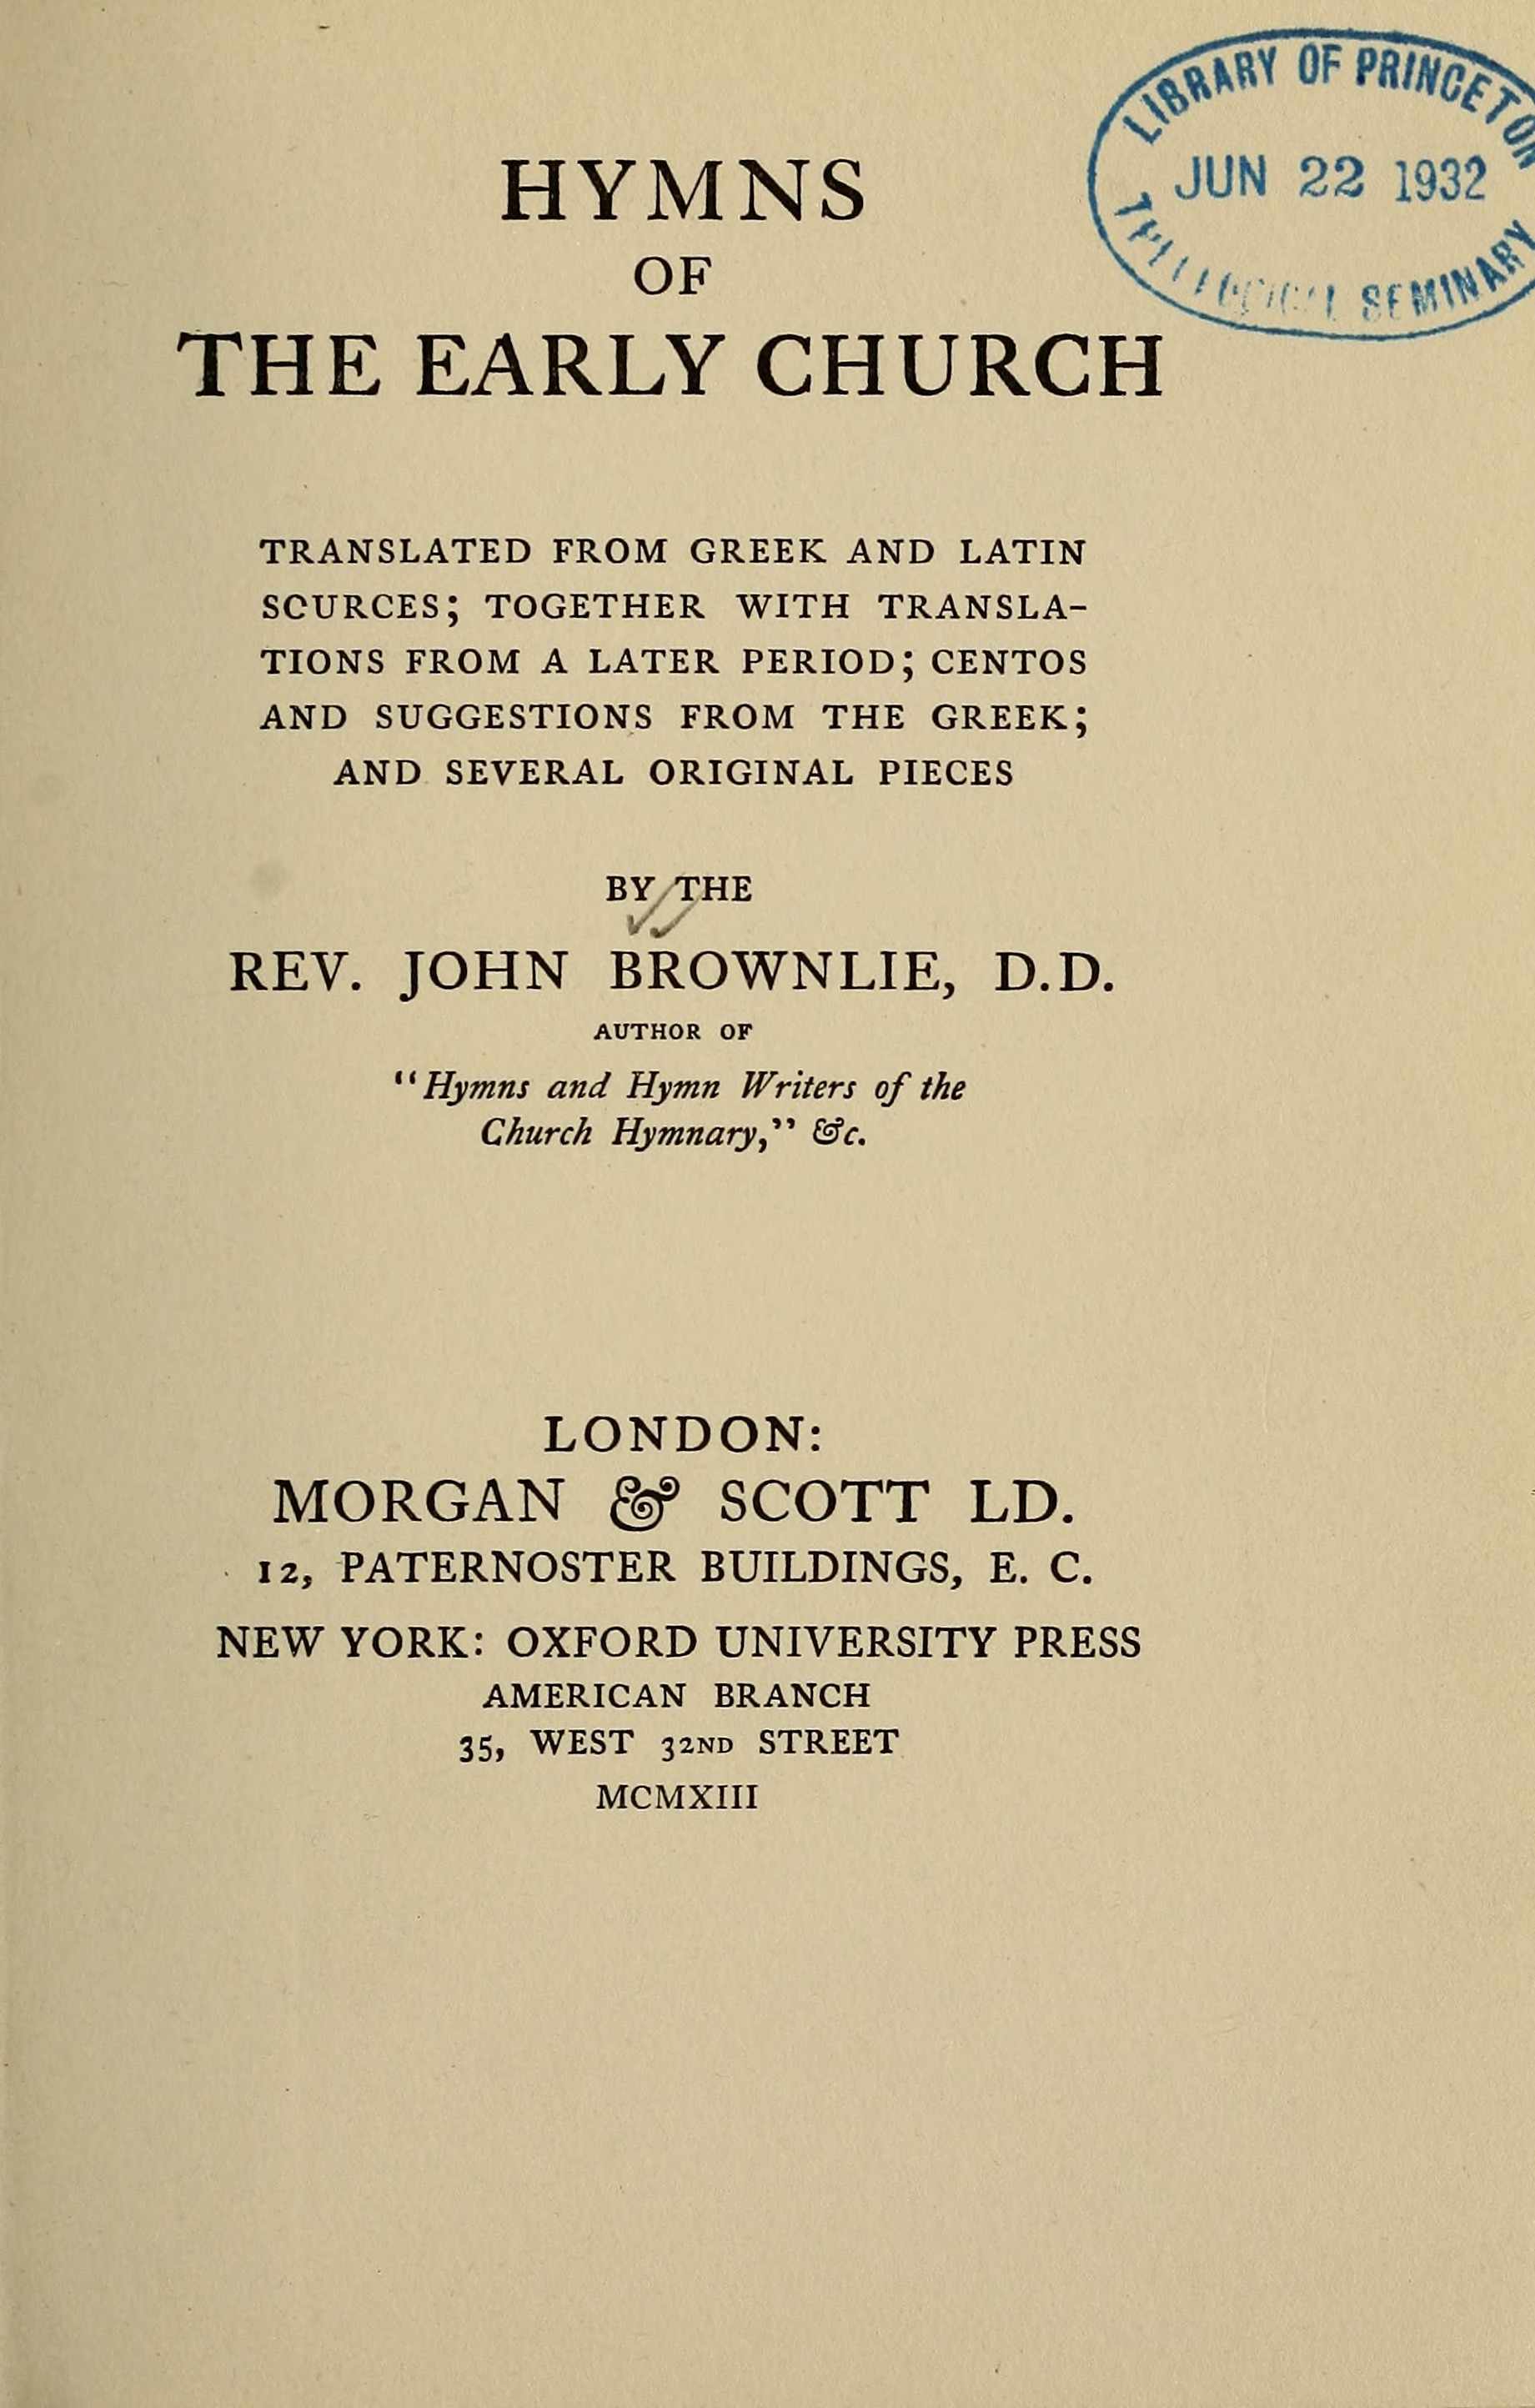 LIBRARY OF PRINCETON
JUN 22 1932
SEMINARY
HYMNS
OF
THE EARLY CHURCH
TRANSLATED FROM GREEK AND LATIN
SOURCES; TOGETHER WITH TRANSLA-
TIONS FROM A LATER PERIOD; CENTOS
AND SUGGESTIONS FROM THE GREEK;
AND SEVERAL ORIGINAL PIECES
BY THE
REV. JOHN BROWNLIE, D.D.
AUTHOR OF
"Hymns and Hymn Writers of the
Church Hymnary," &c.
LONDON:
MORGAN & SCOTT LD.
12, PATERNOSTER BUILDINGS, E. C.
NEW YORK: OXFORD UNIVERSITY PRESS
AMERICAN BRANCH
35, WEST 32ND STREET
MCMXIII